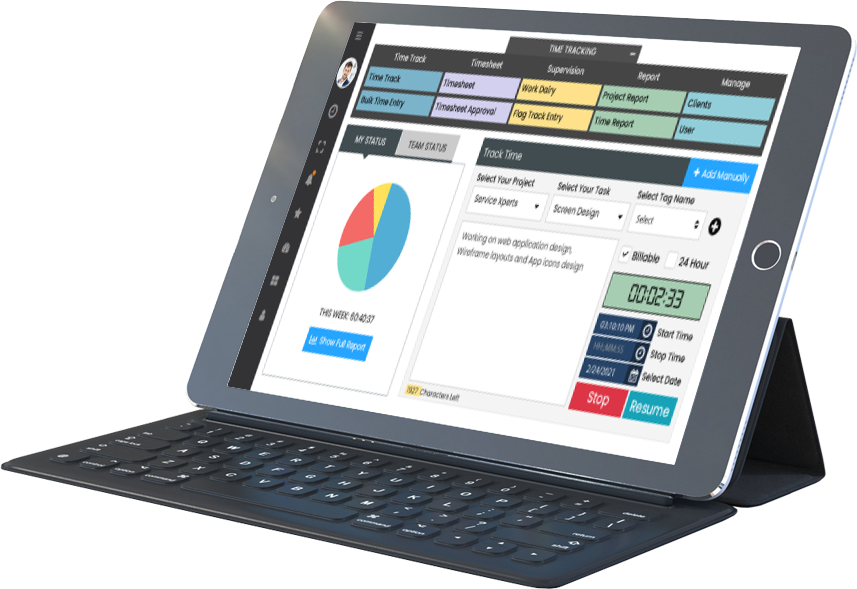 TIME TRACKING
Time Track Timesheet Supervision Report Manage
Time Track Timesheet Work Dairy Project Report Clients
Bulk Time Entry Timesheet Approval Flag Track Entry Time Report User
MY STATUS TEAM STATUS
THIS WEEK: 60:40:37
Show Full Report
Track Time
+ Add Manually
Select Your Project Select Your Task Select Tag Name
Service Xperts Screen Design Select
Working on web application design,
Wireframe layouts and App icons design
Billable 24 Hour
00:02:33
03:10:10 PM Start Time
HH:MM:SS Stop Time
2/24/2021 Select Date
1927 Characters Left
Stop Resume
Q W E R T Y U I O P
A S D F G H J K L
Z X C V B N M
command option
return
shift